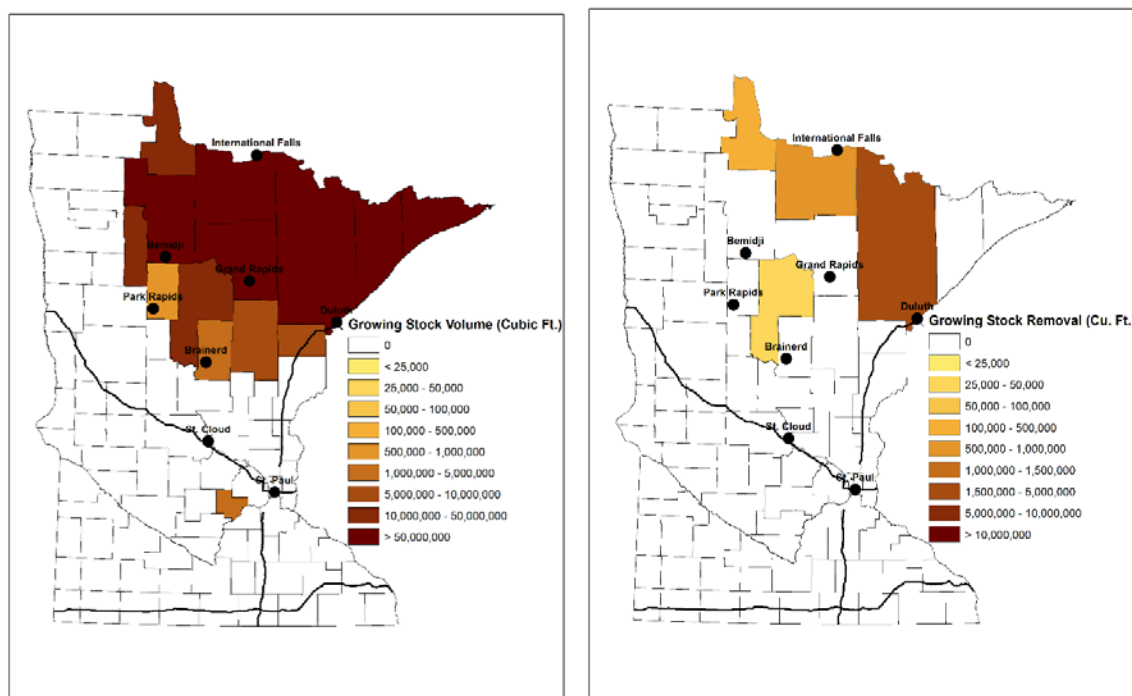 International Falls
Bemidji
Grand Rapids
Park Rapids
Duluth
Growing Stock Volume (Cubic Ft.)
Brainerd
0
< 25,000
25,000 - 50,000
50,000 - 100,000
St. Cloud
100,000 - 500,000
500,000 - 1,000,000
St. Paul
1,000,000 - 5,000,000
5,000,000 - 10,000,000
10,000,000 - 50,000,000
> 50,000,000
International Falls
Bemidji
Grand Rapids
Park Rapids
Duluth
Growing Stock Removal (Cu. Ft.
Brainerd
0
< 25,000
25,000 - 50,000
50,000 - 100,000
St. Cloud
100,000 - 500,000
500,000 - 1,000,000
St. Paul
1,000,000 - 1,500,000
1,500,000 - 5,000,000
5,000,000 - 10,000,000
> 10,000,000